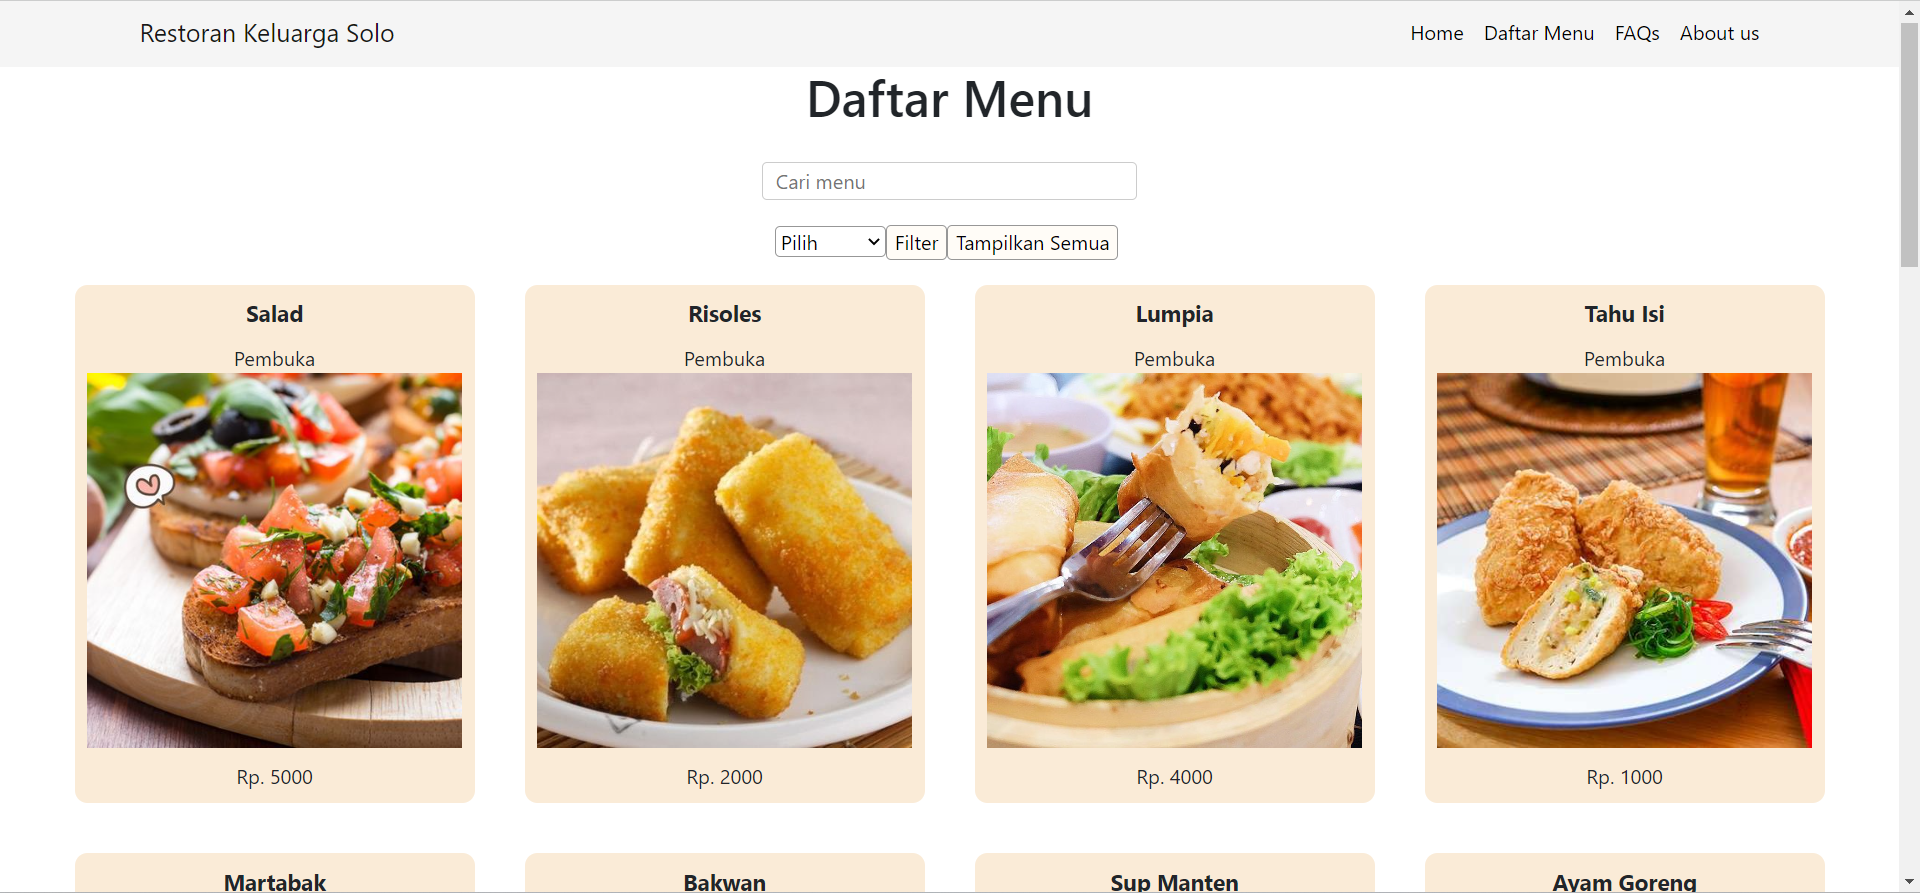 Restoran Keluarga Solo
Home Daftar Menu FAQs About us
Daftar Menu
Cari menu
Pilih Filter Tampilkan Semua
Salad
Pembuka
Rp. 5000
Risoles
Pembuka
Rp. 2000
Lumpia
Pembuka
Rp. 4000
Tahu Isi
Pembuka
Rp. 1000
Martabak
Bakwan
Sup Manten
Ayam Goreng